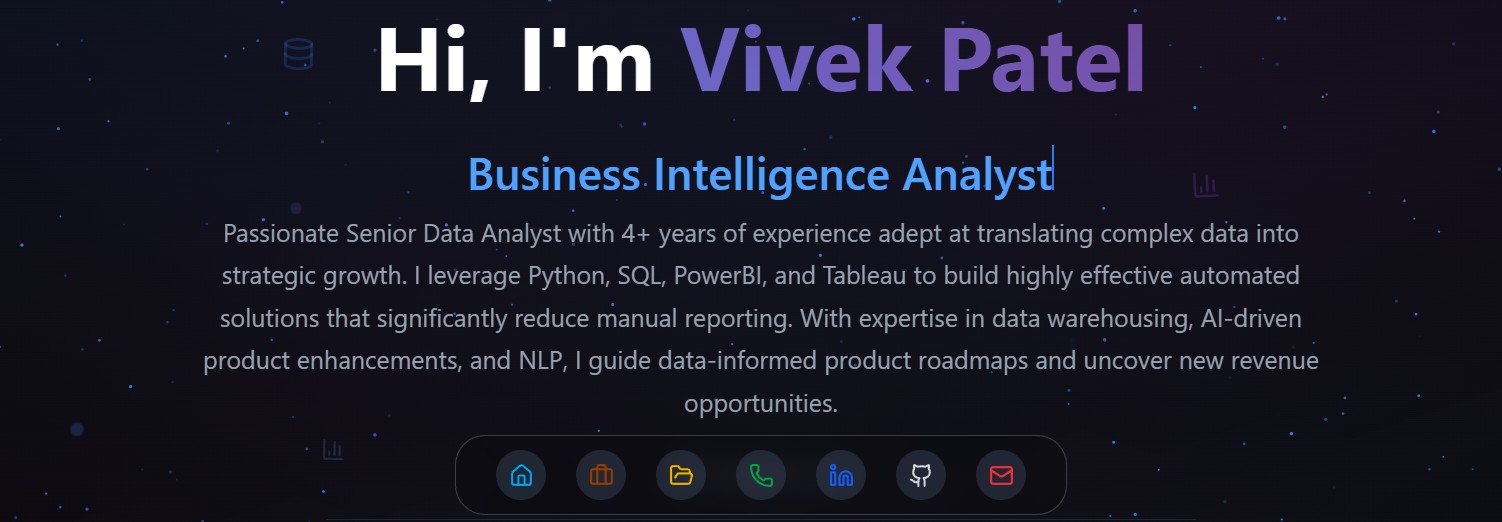 Hi, I'm Vivek Patel
Business Intelligence Analyst
Passionate Senior Data Analyst with 4+ years of experience adept at translating complex data into
strategic growth. I leverage Python, SQL, PowerBI, and Tableau to build highly effective automated
solutions that significantly reduce manual reporting. With expertise in data warehousing, AI-driven
product enhancements, and NLP, I guide data-informed product roadmaps and uncover new revenue
opportunities.